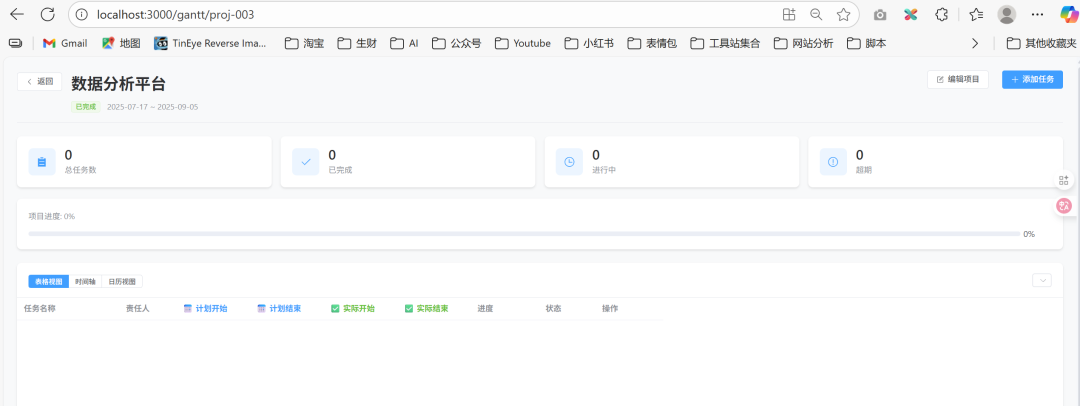 localhost:3000/gantt/proj-003
Gmail 地图 TinEye Reverse Ima... 淘宝 生财 AI 公众号 Youtube 小红书 表情包 工具站集合 网站分析 脚本 其他收藏夹
返回 数据分析平台 编辑项目 + 添加任务
已完成 2025-07-17 ~ 2025-09-05
0 0 0 0
总任务数 已完成 进行中 超期
项目进度: 0%
0%
表格视图 时间轴 日历视图
任务名称 责任人 计划开始 计划结束 实际开始 实际结束 进度 状态 操作